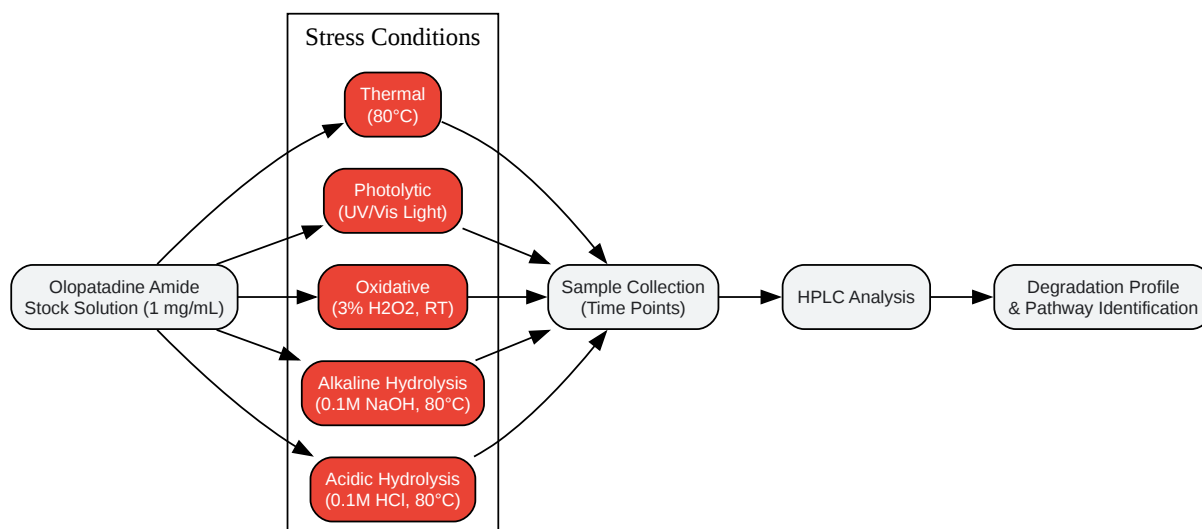 Stress Conditions
Thermal
(80°C)
Photolytic
(UV/Vis Light)
Olopatadine Amide
Stock Solution (1 mg/mL)
Oxidative
(3% H2O2, RT)
Sample Collection
(Time Points)
HPLC Analysis
Degradation Profile
& Pathway Identification
Alkaline Hydrolysis
(0.1M NaOH, 80°C)
Acidic Hydrolysis
(0.1M HCl, 80°C)